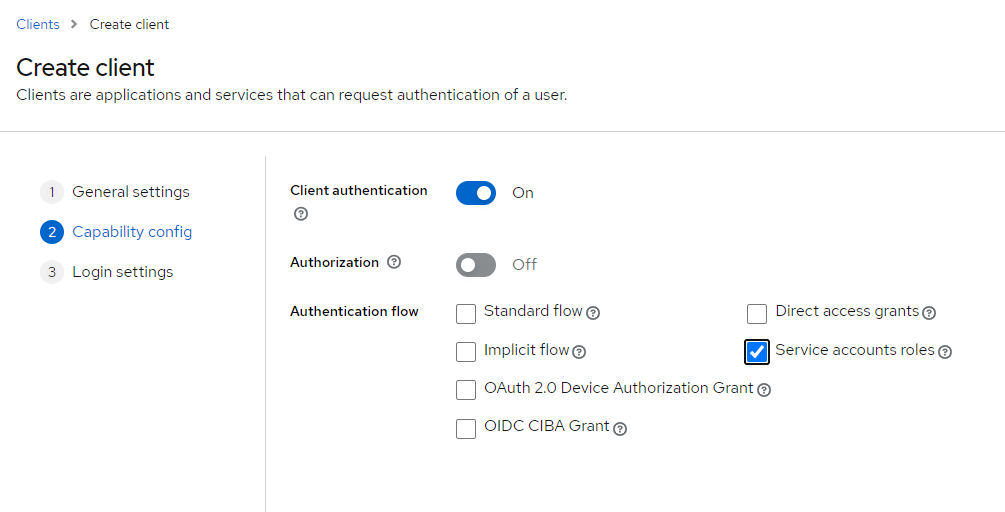 Clients > Create client
Create client
Clients are applications and services that can request authentication of a user.
1 General settings
2 Capability config
3 Login settings
Client authentication
?
On
Authorization ?
Off
Authentication flow
Standard flow ?
Direct access grants ?
Implicit flow ?
Service accounts roles ?
OAuth 2.0 Device Authorization Grant ?
OIDC CIBA Grant ?